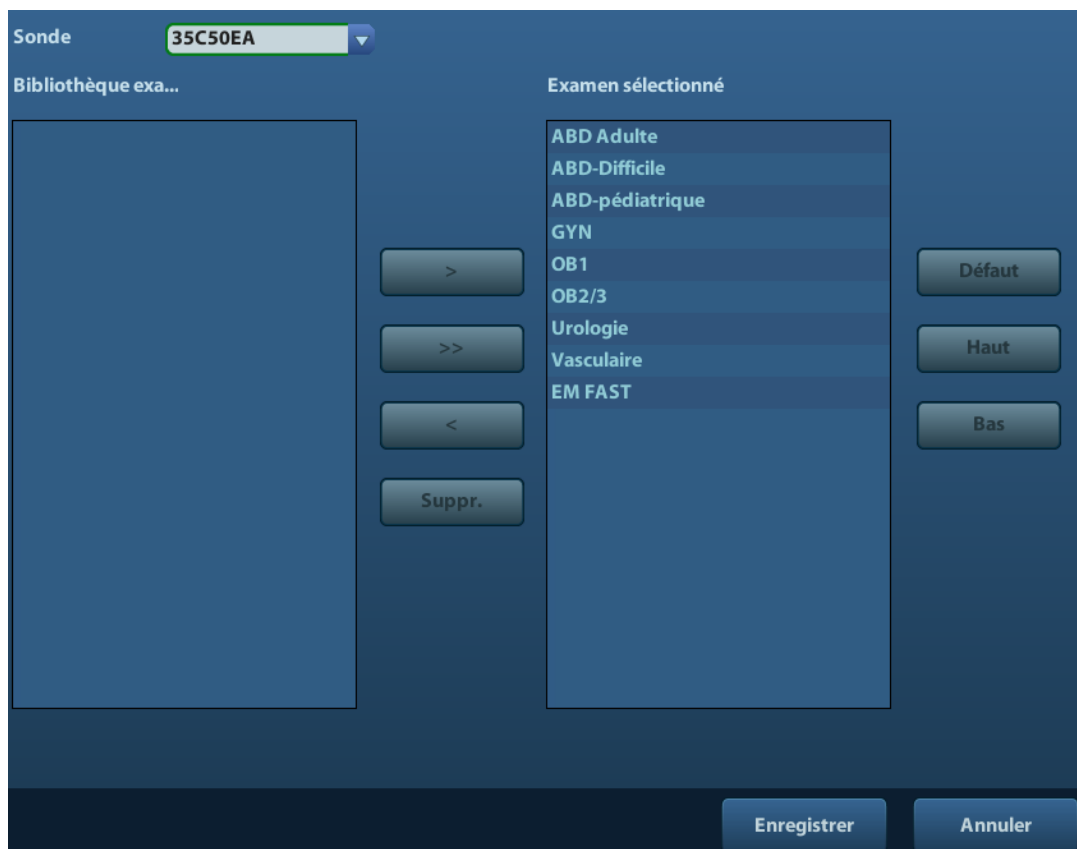 Sonde 35C50EA
Bibliothèque exa... Examen sélectionné
ABD Adulte
ABD-Difficile
ABD-pédiatrique
GYN
OB1
OB2/3
Urologie
Vasculaire
EM FAST
>
>>
<
Suppr.
Défaut
Haut
Bas
Enregistrer Annuler